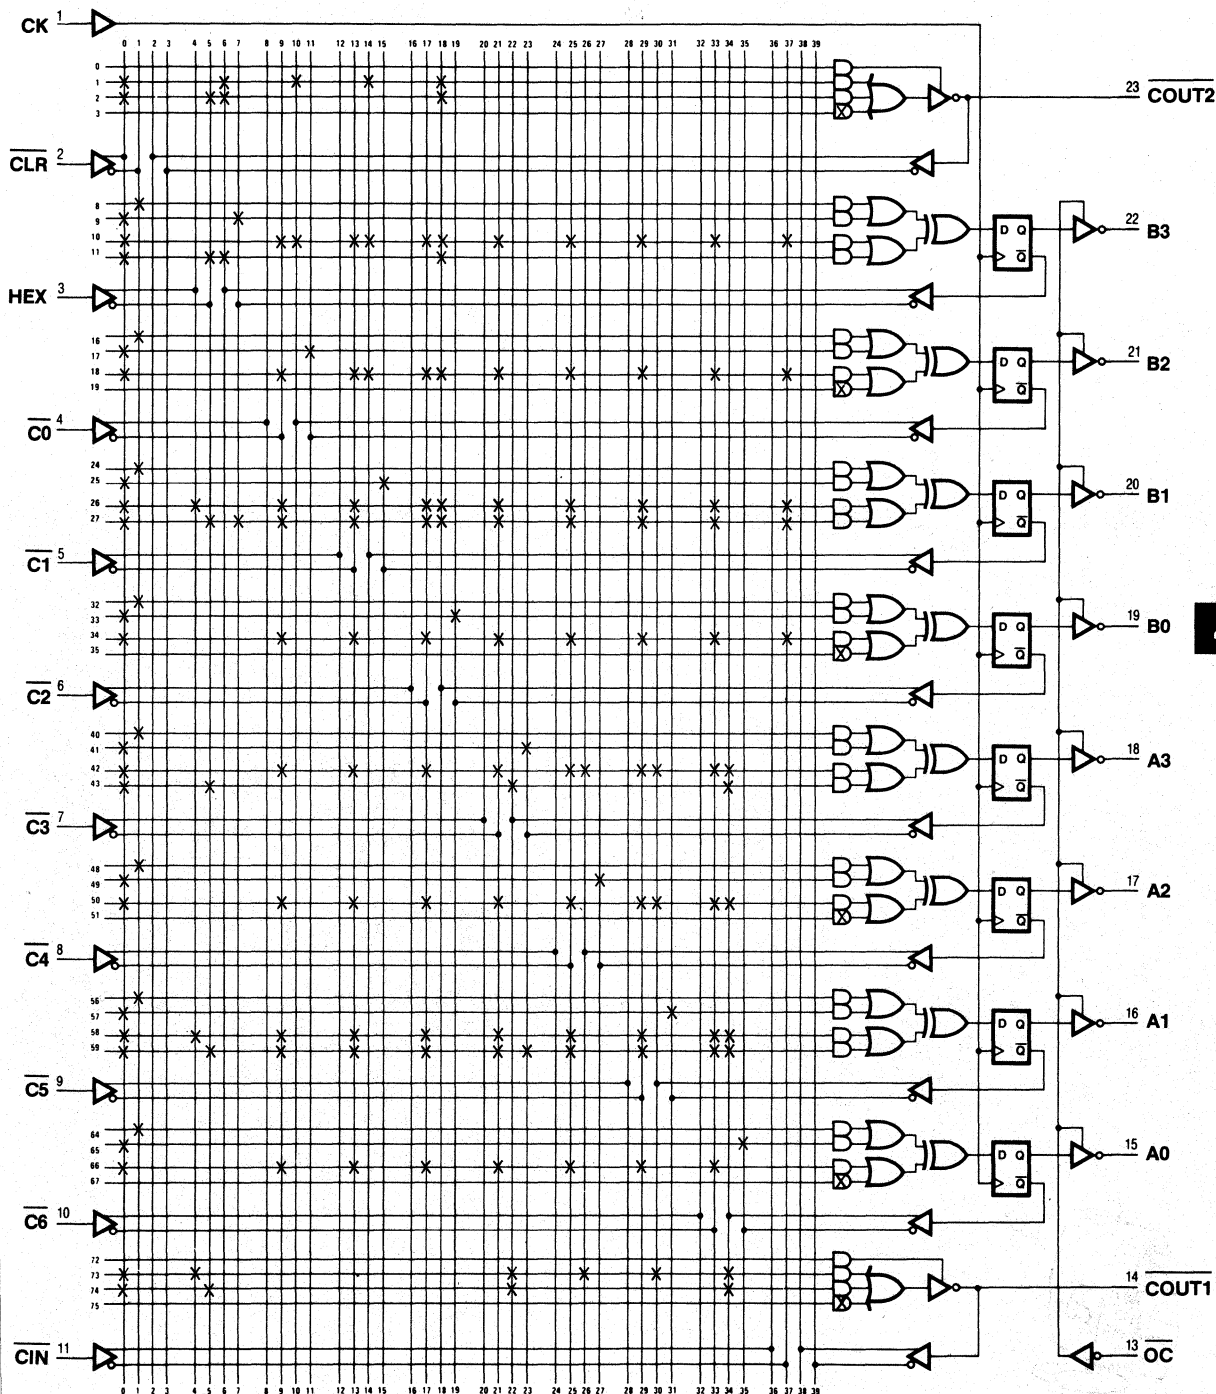 CK 1
0 1 2 3 4 5 6 7 8 9 10 11 12 13 14 15 16 17 18 19 20 21 22 23 24 25 26 27 28 29 30 31 32 33 34 35 36 37 38 39
0
1
2
3
23 COUT2
CLR 2
8
9
10
11
D Q
Q
22 B3
HEX 3
16
17
18
19
D Q
Q
21 B2
C0 4
24
25
26
27
D Q
Q
20 B1
C1 5
32
33
34
35
D Q
Q
19 B0
C2 6
40
41
42
43
D Q
Q
18 A3
C3 7
48
49
50
51
D Q
Q
17 A2
C4 8
56
57
58
59
D Q
Q
16 A1
C5 9
64
65
66
67
D Q
Q
15 A0
C6 10
72
73
74
75
14 COUT1
CIN 11
13 OC
0 1 2 3 4 5 6 7 8 9 10 11 12 13 14 15 16 17 18 19 20 21 22 23 24 25 26 27 28 29 30 31 32 33 34 35 36 37 38 39